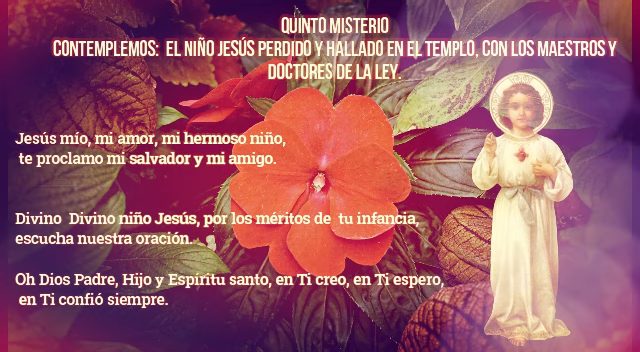 QUINTO MISTERIO
CONTEMPLEMOS: EL NIÑO JESÚS PERDIDO Y HALLADO EN EL TEMPLO, CON LOS MAESTROS Y
DOCTORES DE LA LEY.
Jesús mío, mi amor, mi hermoso niño,
te proclamo mi salvador y mi amigo.
Divino Divino niño Jesús, por los méritos de tu infancia,
escucha nuestra oración.
Oh Dios Padre, Hijo y Espíritu santo, en Ti creo, en Ti espero,
en Ti confió siempre.